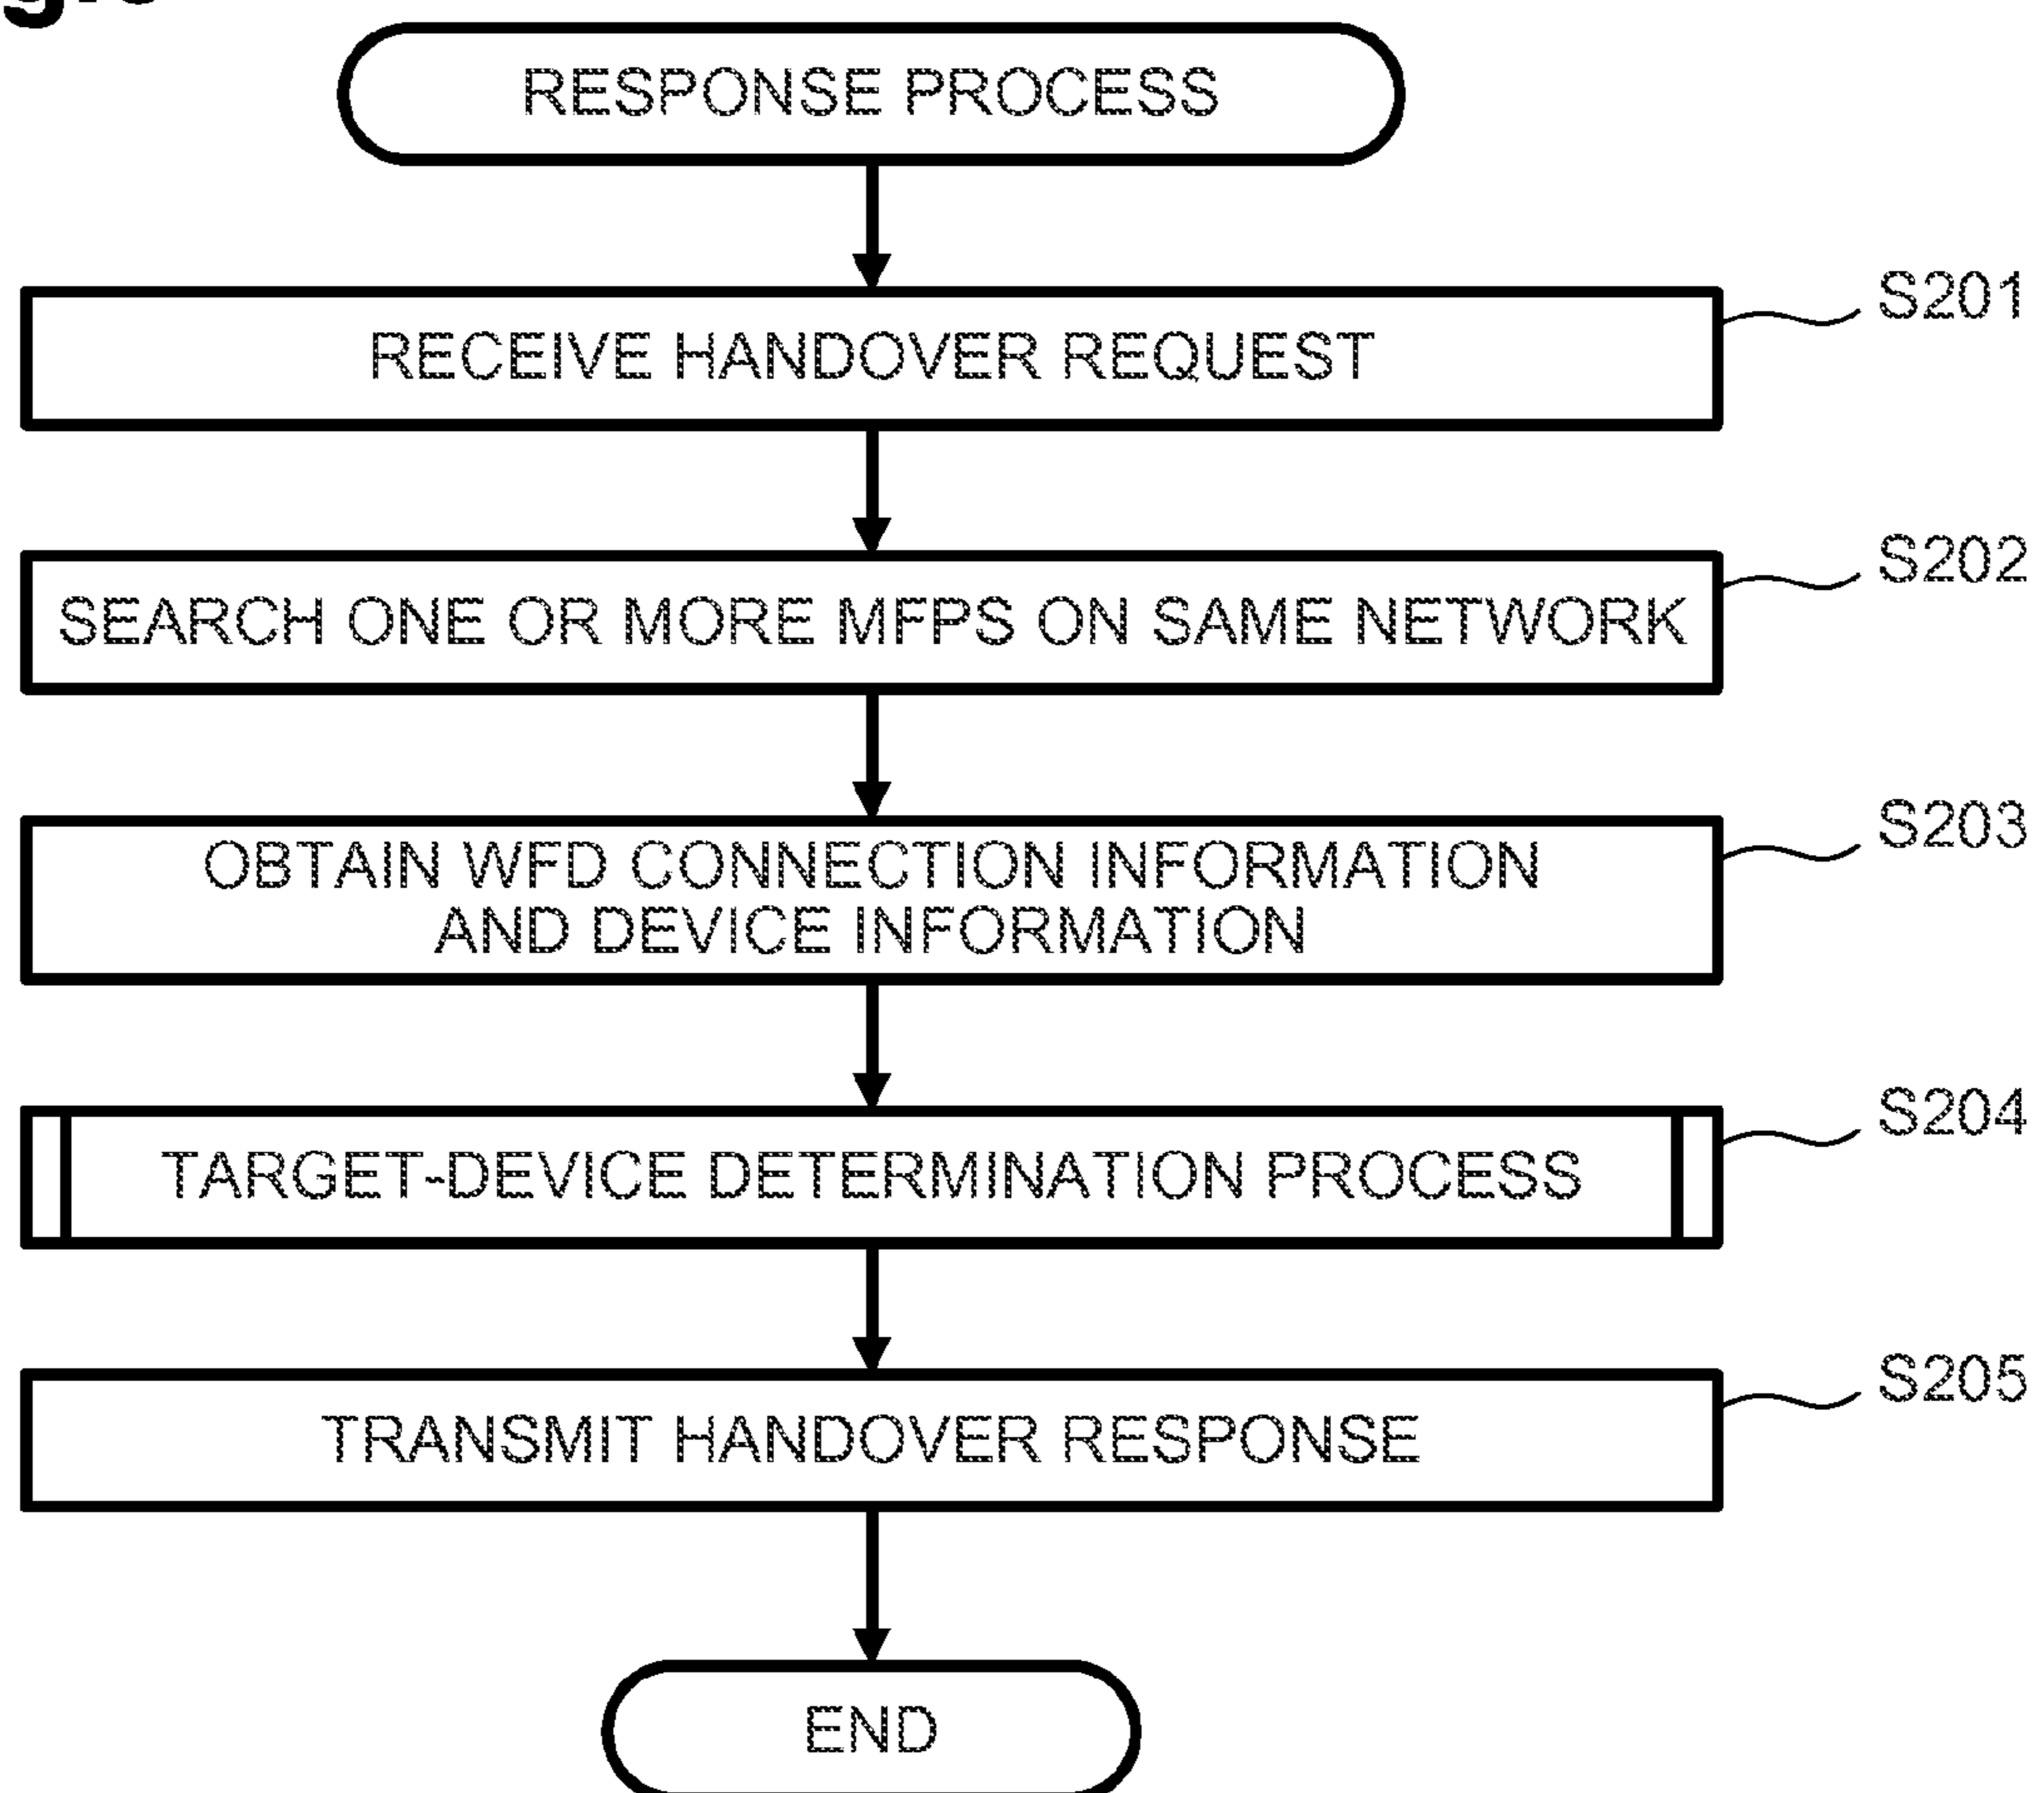 RESPONSE PROCESS
RECEIVE HANDOVER REQUEST
S201
SEARCH ONE OR MORE MFPS ON SAME NETWORK
S202
OBTAIN WFD CONNECTION INFORMATION
AND DEVICE INFORMATION
S203
TARGET-DEVICE DETERMINATION PROCESS
S204
TRANSMIT HANDOVER RESPONSE
S205
END